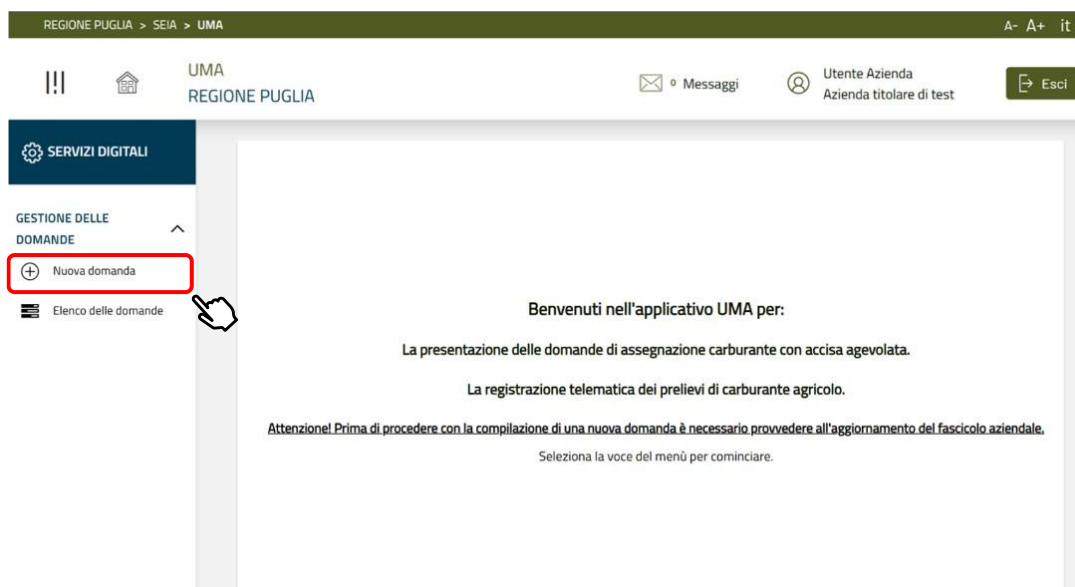 REGIONE PUGLIA > SEIA > UMA
A- A+ it
UMA
REGIONE PUGLIA
0 Messaggi
Utente Azienda
Azienda titolare di test
Esci
SERVIZI DIGITALI
GESTIONE DELLE
DOMANDE
Nuova domanda
Elenco delle domande
Benvenuti nell'applicativo UMA per:
La presentazione delle domande di assegnazione carburante con accisa agevolata.
La registrazione telematica dei prelievi di carburante agricolo.
Attenzione! Prima di procedere con la compilazione di una nuova domanda è necessario provvedere all'aggiornamento del fascicolo aziendale.
Seleziona la voce del menù per cominciare.